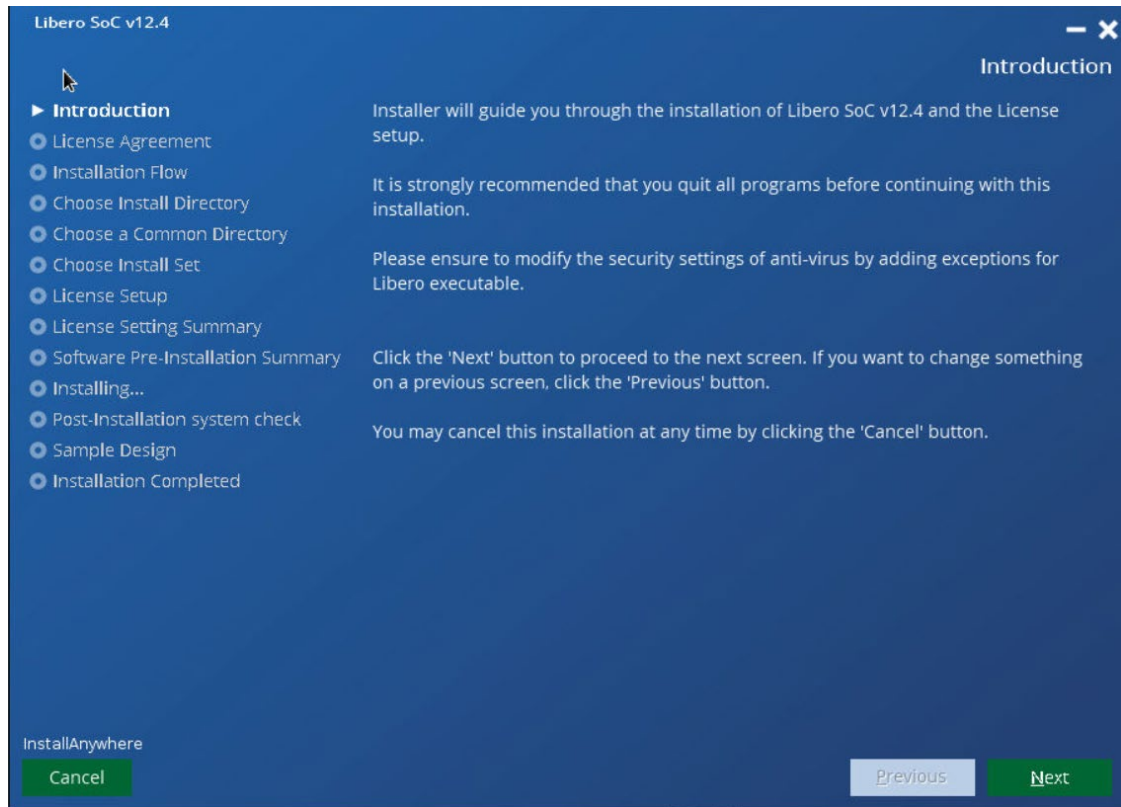 Libero SoC v12.4
Introduction
Introduction
License Agreement
Installation Flow
Choose Install Directory
Choose a Common Directory
Choose Install Set
License Setup
License Setting Summary
Software Pre-Installation Summary
Installing...
Post-Installation system check
Sample Design
Installation Completed
Installer will guide you through the installation of Libero SoC v12.4 and the License
setup.
It is strongly recommended that you quit all programs before continuing with this
installation.
Please ensure to modify the security settings of anti-virus by adding exceptions for
Libero executable.
Click the 'Next' button to proceed to the next screen. If you want to change something
on a previous screen, click the 'Previous' button.
You may cancel this installation at any time by clicking the 'Cancel' button.
InstallAnywhere
Cancel
Previous
Next